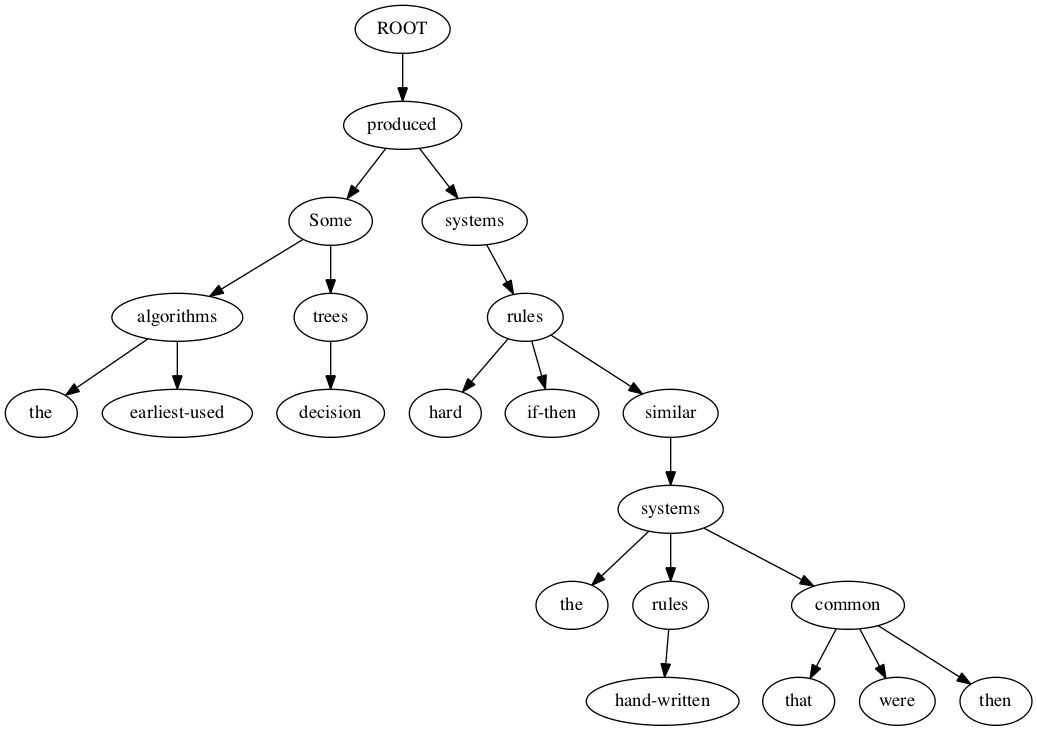 ROOT
produced
Some systems
algorithms trees rules
the earliest-used decision hard if-then similar
systems
the rules common
hand-written that were then